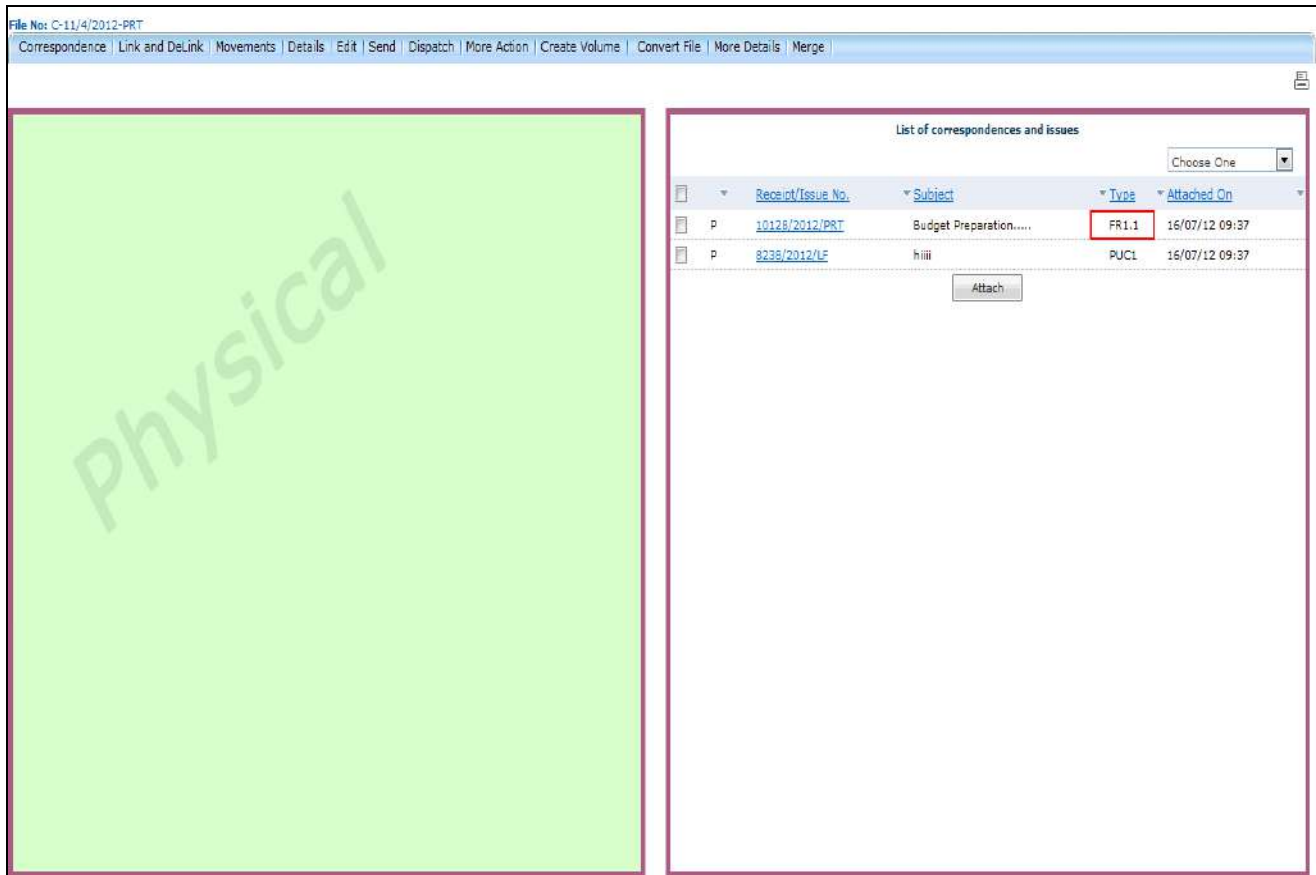 File No: C-11/4/2012-PRT
Correspondence | Link and DeLink | Movements | Details | Edit | Send | Dispatch | More Action | Create Volume | Convert File | More Details | Merge
Physical
List of correspondences and issues
Choose One
Receipt/Issue No. Subject Type Attached On
P 10128/2012/PRT Budget Preparation..... FR1.1 16/07/12 09:37
P 8238/2012/LF hiiii PUC1 16/07/12 09:37
Attach